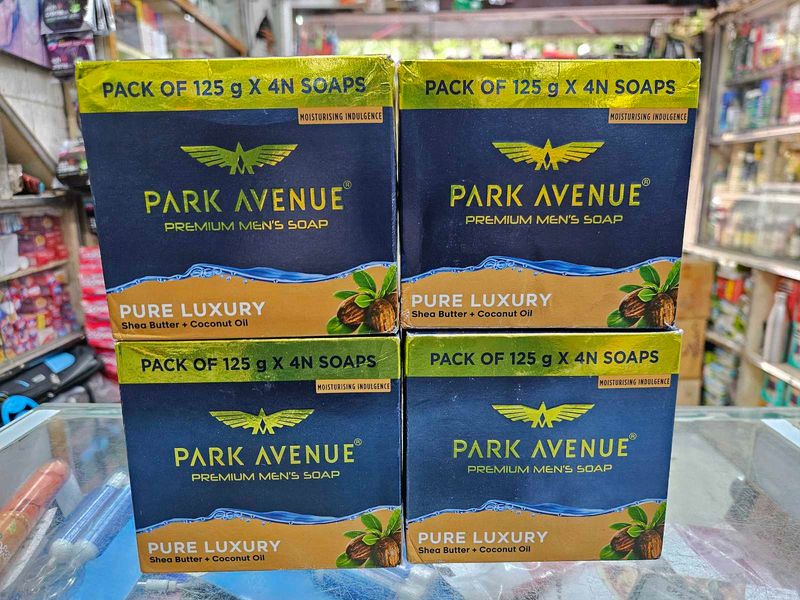 PACK OF 125 g X 4N SOAPS
MOISTURISING INDULGENCE
PARK AVENUE®
PREMIUM MEN'S SOAP
PURE LUXURY
Shea Butter + Coconut Oil
PACK OF 125 g X 4N SOAPS
MOISTURISING INDULGENCE
PARK AVENUE®
PREMIUM MEN'S SOAP
PURE LUXURY
Shea Butter + Coconut Oil
PACK OF 125 g X 4N SOAPS
MOISTURISING INDULGENCE
PARK AVENUE®
PREMIUM MEN'S SOAP
PURE LUXURY
Shea Butter + Coconut Oil
PACK OF 125 g X 4N SOAPS
MOISTURISING INDULGENCE
PARK AVENUE®
PREMIUM MEN'S SOAP
PURE LUXURY
Shea Butter + Coconut Oil